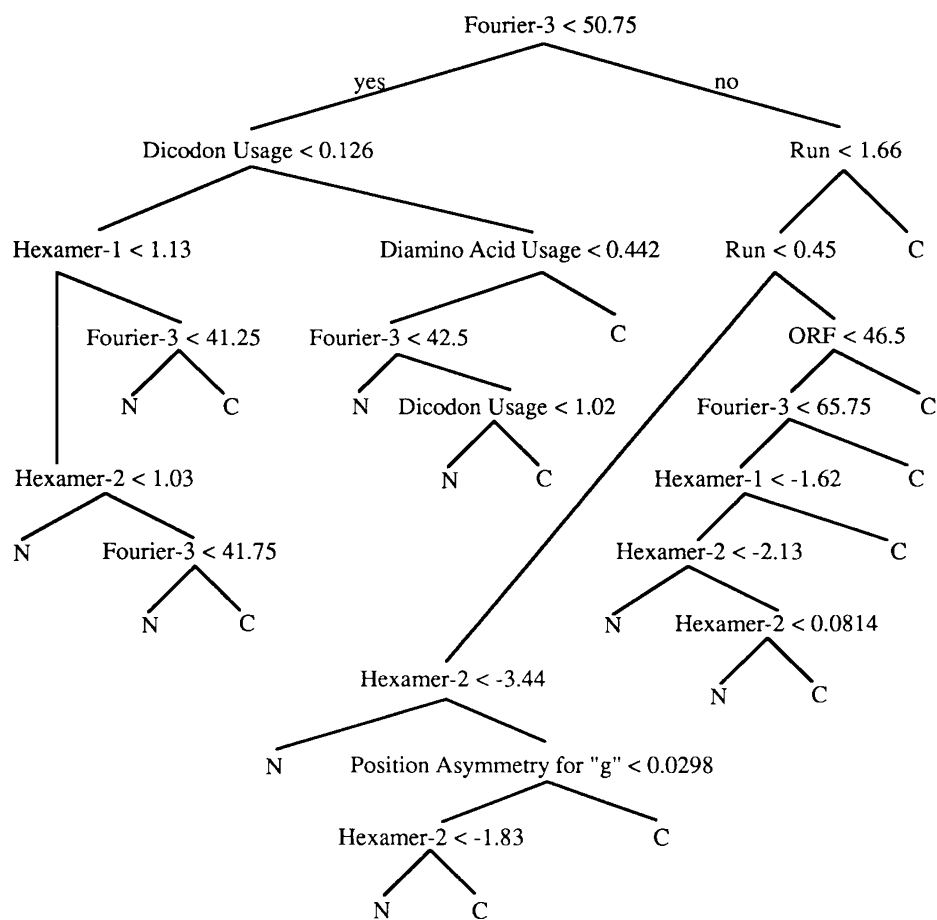 Fourier-3 < 50.75
yes no
Dicodon Usage < 0.126 Run < 1.66
Hexamer-1 < 1.13 Diamino Acid Usage < 0.442 Run < 0.45 C
Fourier-3 < 41.25 Fourier-3 < 42.5 C ORF < 46.5
N C N Dicodon Usage < 1.02 Fourier-3 < 65.75 C
Hexamer-2 < 1.03 N C Hexamer-1 < -1.62 C
N Fourier-3 < 41.75 Hexamer-2 < -2.13 C
N C N Hexamer-2 < 0.0814
Hexamer-2 < -3.44 N C
N Position Asymmetry for "g" < 0.0298
Hexamer-2 < -1.83 C
N C